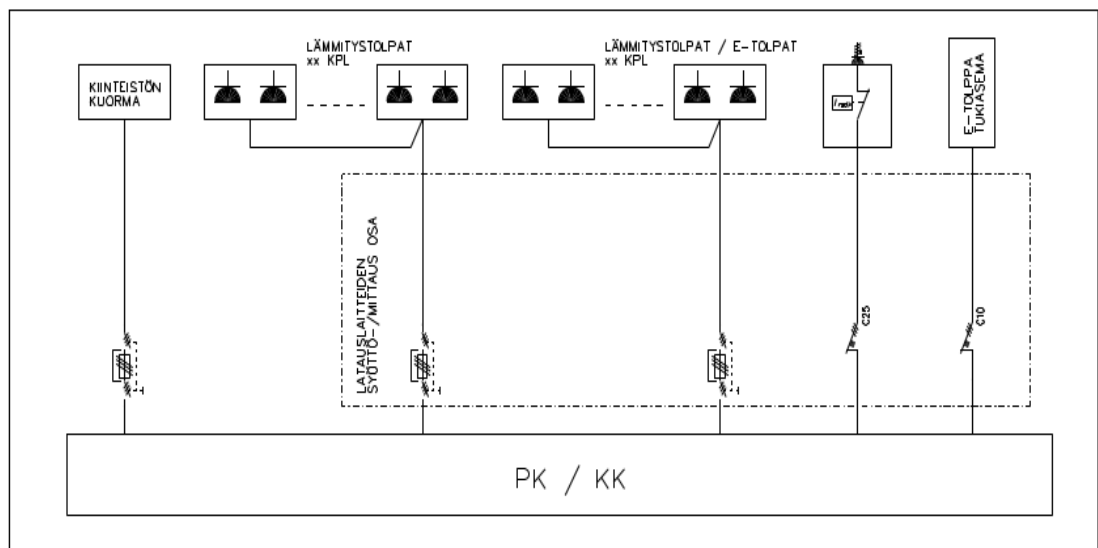 LÄMMITYSTOLPAT
xx KPL
LÄMMITYSTOLPAT / E-TOLPAT
xx KPL
KIINTEISTÖN
KUORMA
E-TOLPPA
TUKIASEMA
LATAUSLAITTEIDEN
SYÖTTÖ-/MITTAUS OSA
C25
C10
PK / KK